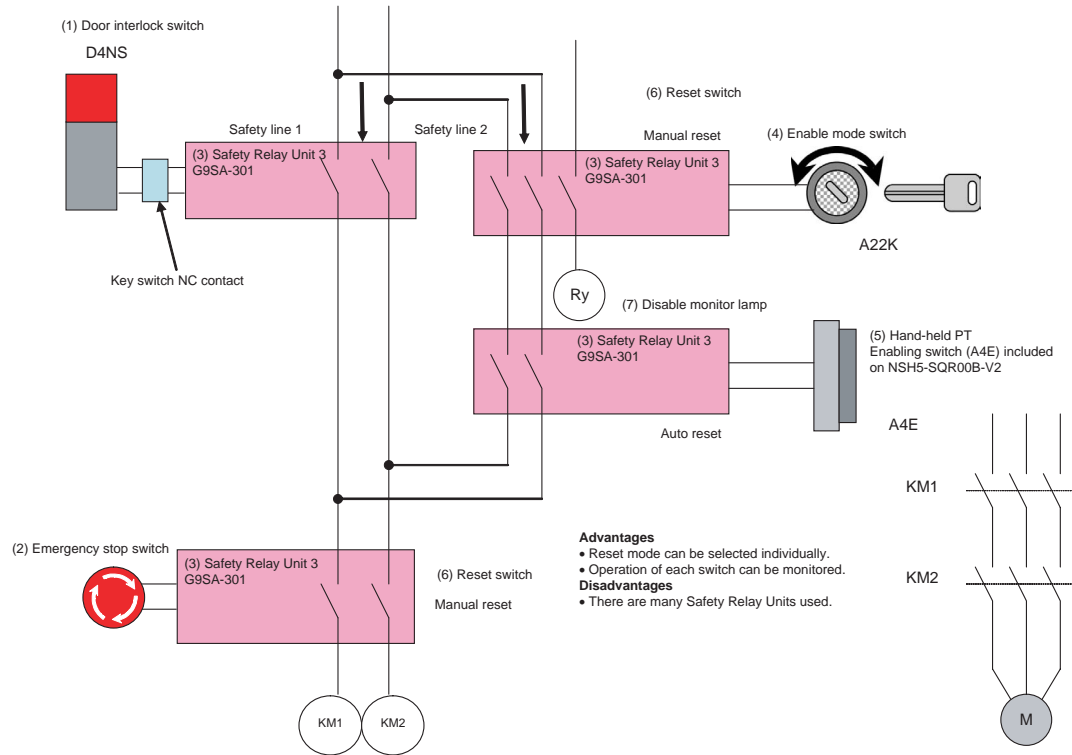 (1) Door interlock switch
D4NS
(6) Reset switch
Safety line 1
Safety line 2
Manual reset
(4) Enable mode switch
(3) Safety Relay Unit 3
G9SA-301
(3) Safety Relay Unit 3
G9SA-301
A22K
Key switch NC contact
Ry
(7) Disable monitor lamp
(3) Safety Relay Unit 3
G9SA-301
(5) Hand-held PT
Enabling switch (A4E) included
on NSH5-SQR00B-V2
A4E
Auto reset
KM1
(2) Emergency stop switch
(3) Safety Relay Unit 3
G9SA-301
(6) Reset switch
Manual reset
Advantages
• Reset mode can be selected individually.
• Operation of each switch can be monitored.
Disadvantages
• There are many Safety Relay Units used.
KM2
KM1
KM2
M